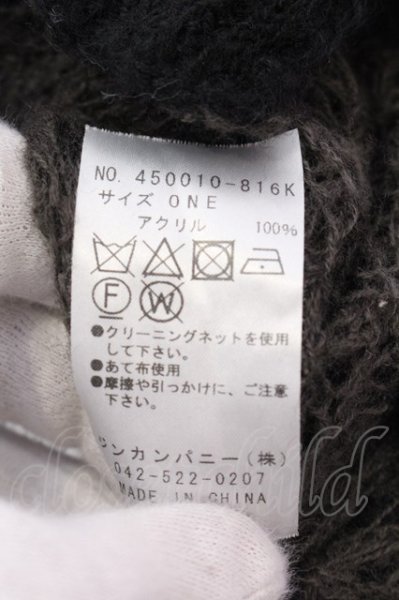 NO. 450010-816K
サイズ ONE
アクリル 100%
F W
●クリーニングネットを使用
して下さい。
●あて布使用
●摩擦や引っかけに、ご注意
下さい。
ンカンパニー(株)
042-522-0207
MADE IN CHINA